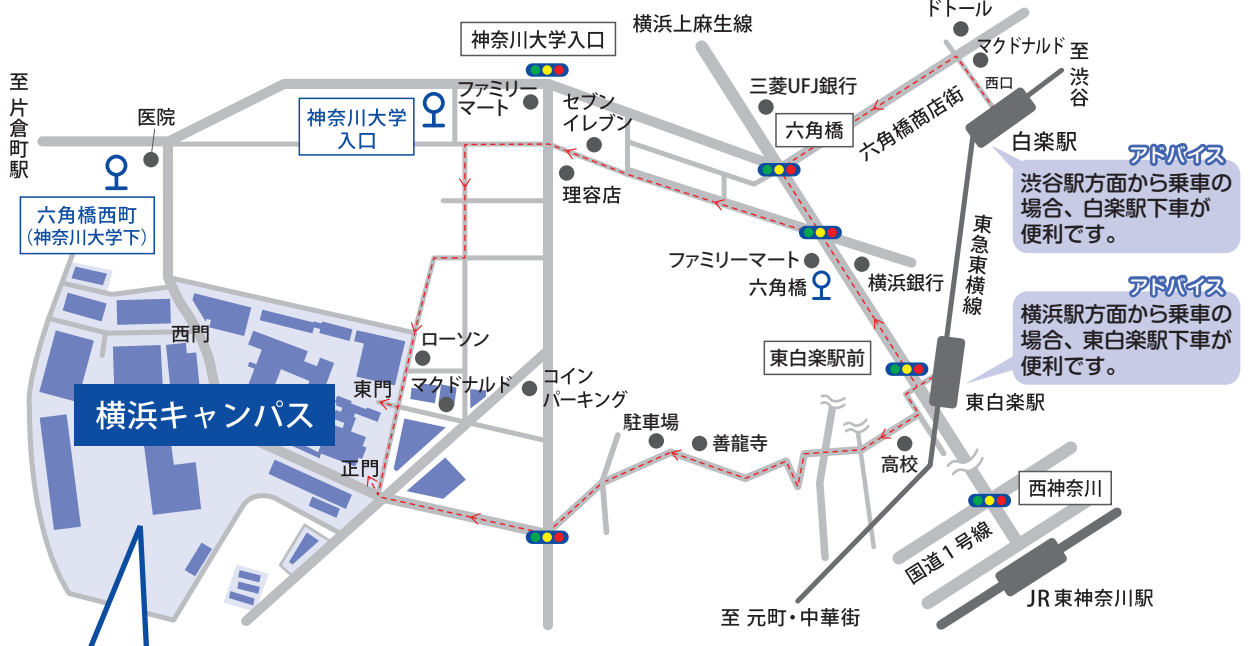 ドトール
マクドナルド
至
渋谷
西口
神奈川大学入口
横浜上麻生線
至
片倉町駅
医院
神奈川大学
入口
ファミリー
マート
セブン
イレブン
三菱UFJ銀行
六角橋
六角橋商店街
白楽駅
アドバイス
渋谷駅方面から乗車の
場合、白楽駅下車が
便利です。
六角橋西町
(神奈川大学下)
理容店
ファミリーマート
六角橋
横浜銀行
東急東横線
アドバイス
横浜駅方面から乗車の
場合、東白楽駅下車が
便利です。
西門
ローソン
東白楽駅前
東門
マクドナルド
コイン
パーキング
東白楽駅
横浜キャンパス
駐車場
善龍寺
高校
正門
西神奈川
国道1号線
至 元町・中華街
JR 東神奈川駅